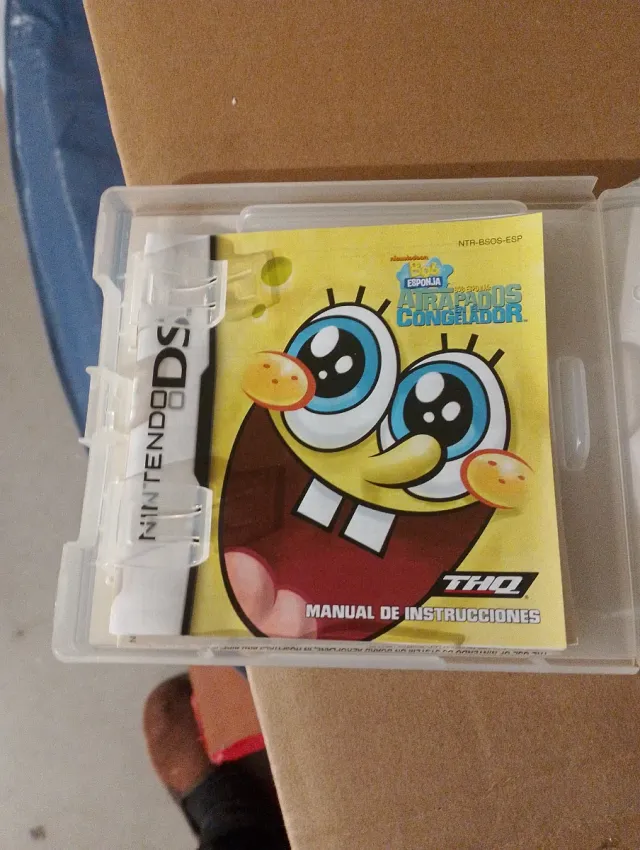 NTR-BSOS-ESP
nickelodeon
Bob
ESPONJA
ATRAPADOS
CONGELADOR
NINTENDO DS
THQ
MANUAL DE INSTRUCCIONES